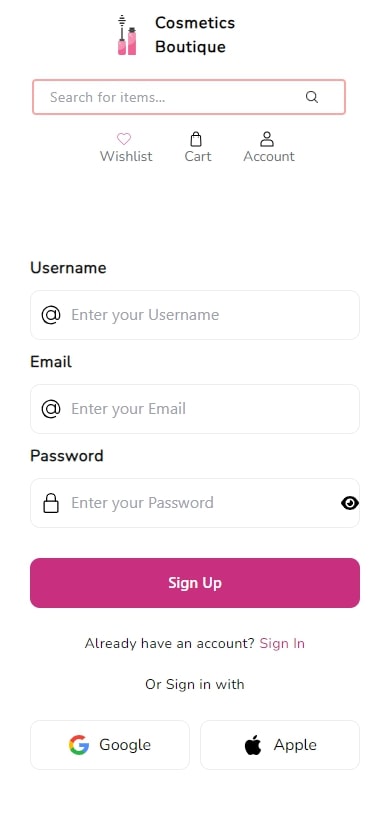 Cosmetics
Boutique
Search for items...
Wishlist Cart Account
Username
Enter your Username
Email
Enter your Email
Password
Enter your Password
Sign Up
Already have an account? Sign In
Or Sign in with
Google Apple